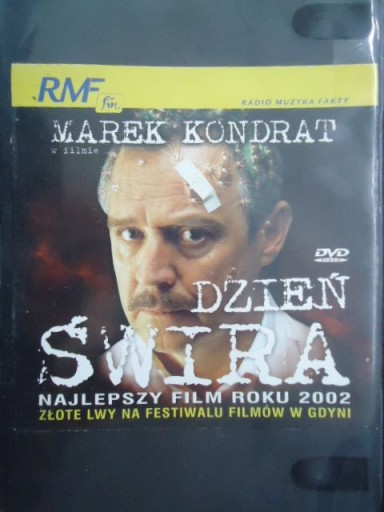 RMF fm
RADIO MUZYKA FAKTY
MAREK KONDRAT
w filmie
DVD
VIDEO
DZIEŃ
ŚWIRA
NAJLEPSZY FILM ROKU 2002
ZŁOTE LWY NA FESTIWALU FILMÓW W GDYNI